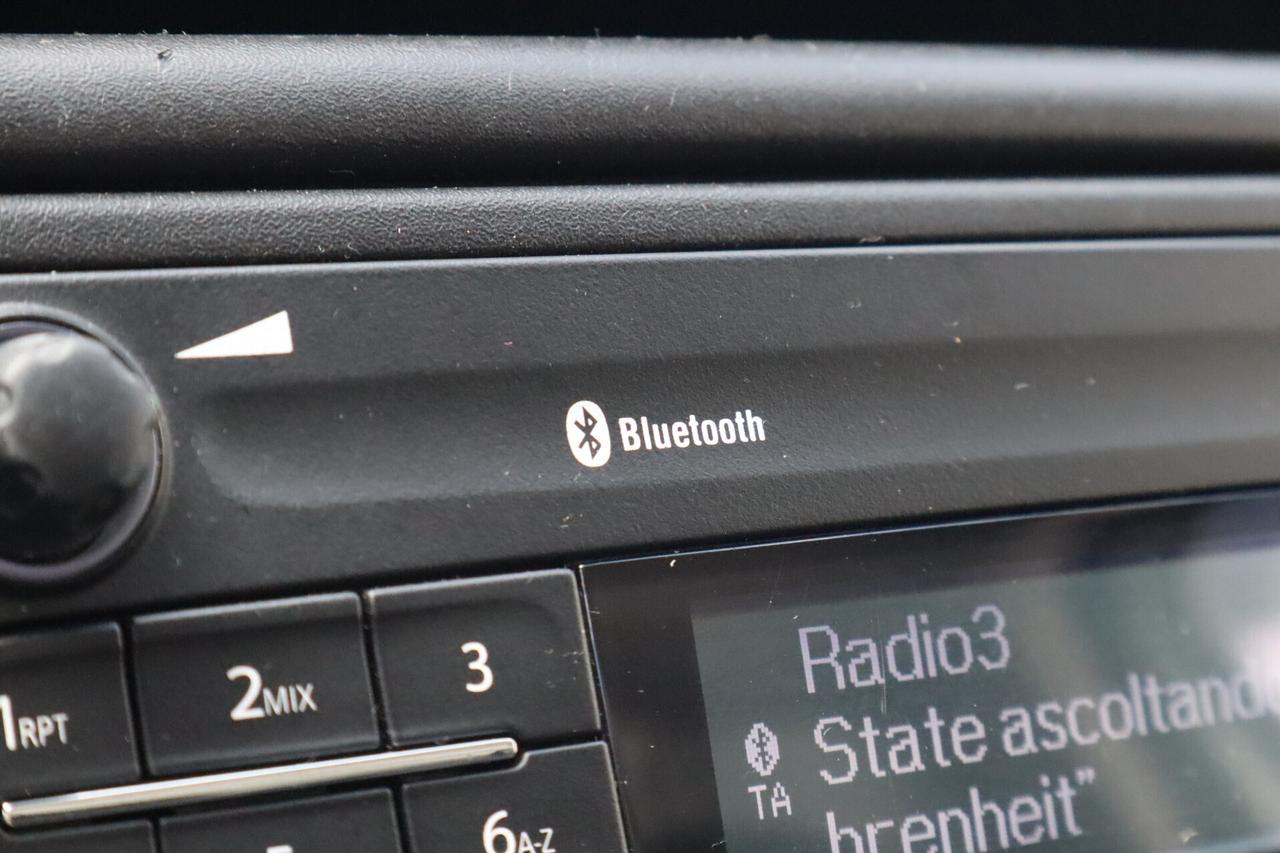 Bluetooth
1RPT
2MIX
3
6A-Z
Radio3
State ascoltand
TA
brenheit”